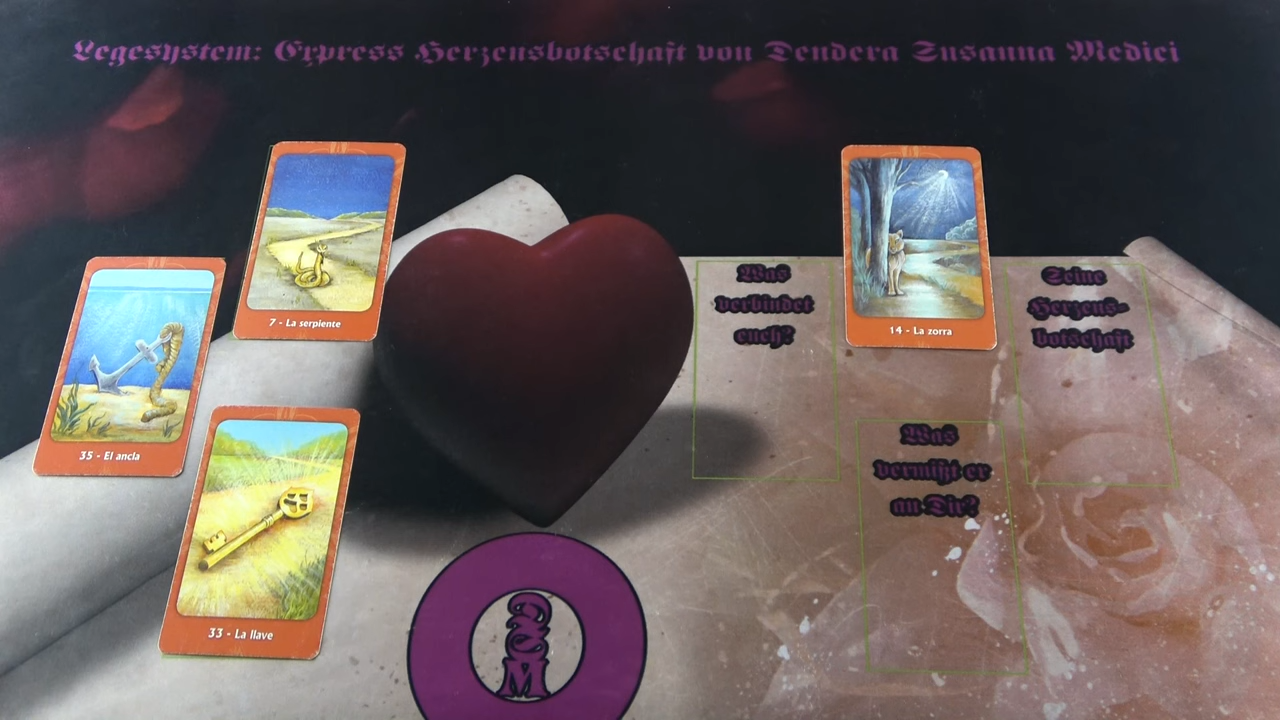 Legesystem: Express Herzensbotschaft von Dendera Susanna Medici
7 - La serpiente
35 - El ancla
33 - La llave
Was
verbindet
euch?
14 - La zorra
Seine
Herzens-
botschaft
Was
vermißt er
an Dir?
DSM